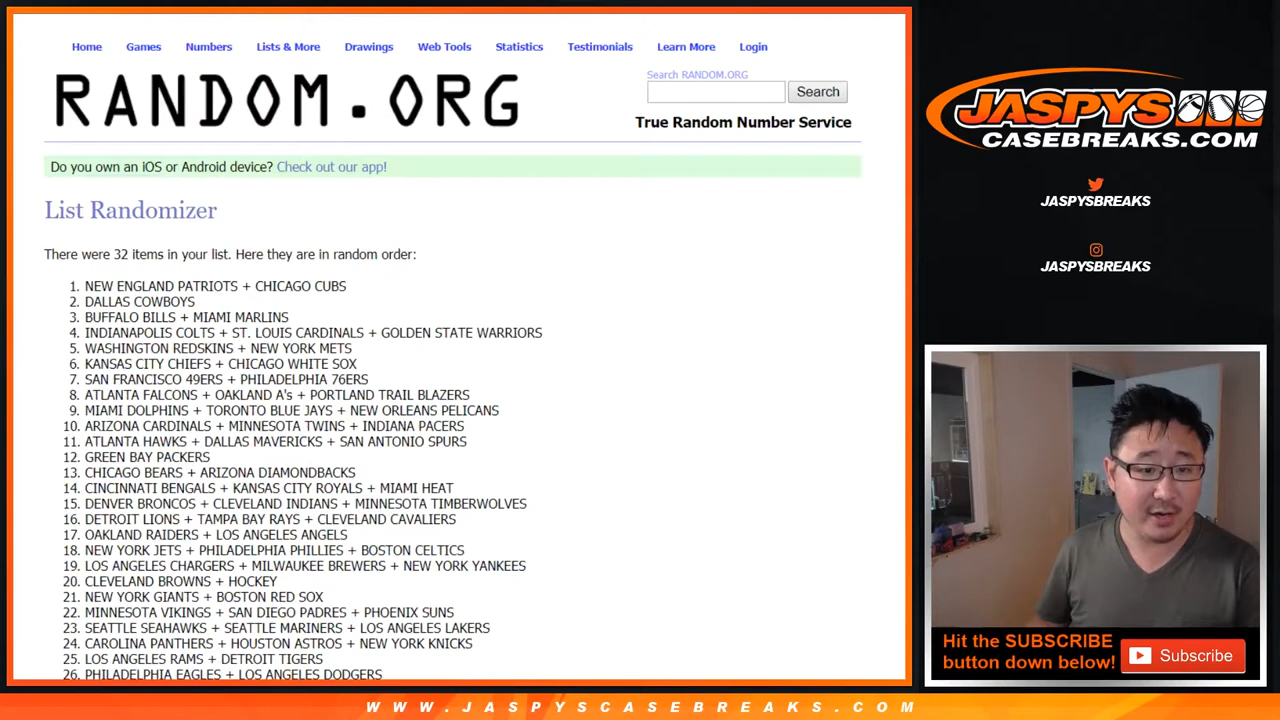 Home Games Numbers Lists & More Drawings Web Tools Statistics Testimonials Learn More Login
RANDOM.ORG
Search RANDOM.ORG
Search
True Random Number Service
Do you own an iOS or Android device? Check out our app!
List Randomizer
There were 32 items in your list. Here they are in random order:
1. NEW ENGLAND PATRIOTS + CHICAGO CUBS
2. DALLAS COWBOYS
3. BUFFALO BILLS + MIAMI MARLINS
4. INDIANAPOLIS COLTS + ST. LOUIS CARDINALS + GOLDEN STATE WARRIORS
5. WASHINGTON REDSKINS + NEW YORK METS
6. KANSAS CITY CHIEFS + CHICAGO WHITE SOX
7. SAN FRANCISCO 49ERS + PHILADELPHIA 76ERS
8. ATLANTA FALCONS + OAKLAND A's + PORTLAND TRAIL BLAZERS
9. MIAMI DOLPHINS + TORONTO BLUE JAYS + NEW ORLEANS PELICANS
10. ARIZONA CARDINALS + MINNESOTA TWINS + INDIANA PACERS
11. ATLANTA HAWKS + DALLAS MAVERICKS + SAN ANTONIO SPURS
12. GREEN BAY PACKERS
13. CHICAGO BEARS + ARIZONA DIAMONDBACKS
14. CINCINNATI BENGALS + KANSAS CITY ROYALS + MIAMI HEAT
15. DENVER BRONCOS + CLEVELAND INDIANS + MINNESOTA TIMBERWOLVES
16. DETROIT LIONS + TAMPA BAY RAYS + CLEVELAND CAVALIERS
17. OAKLAND RAIDERS + LOS ANGELES ANGELS
18. NEW YORK JETS + PHILADELPHIA PHILLIES + BOSTON CELTICS
19. LOS ANGELES CHARGERS + MILWAUKEE BREWERS + NEW YORK YANKEES
20. CLEVELAND BROWNS + HOCKEY
21. NEW YORK GIANTS + BOSTON RED SOX
22. MINNESOTA VIKINGS + SAN DIEGO PADRES + PHOENIX SUNS
23. SEATTLE SEAHAWKS + SEATTLE MARINERS + LOS ANGELES LAKERS
24. CAROLINA PANTHERS + HOUSTON ASTROS + NEW YORK KNICKS
25. LOS ANGELES RAMS + DETROIT TIGERS
26. PHILADELPHIA EAGLES + LOS ANGELES DODGERS
JASPYS
CASEBREAKS.COM
JASPYSBREAKS
JASPYSBREAKS
Hit the SUBSCRIBE
button down below!
Subscribe
WWW.JASPYSCASEBREAKS.COM